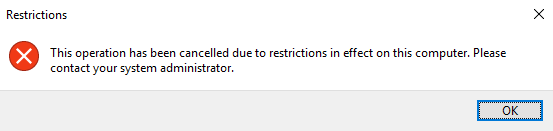 Restrictions
This operation has been cancelled due to restrictions in effect on this computer. Please
contact your system administrator.
OK